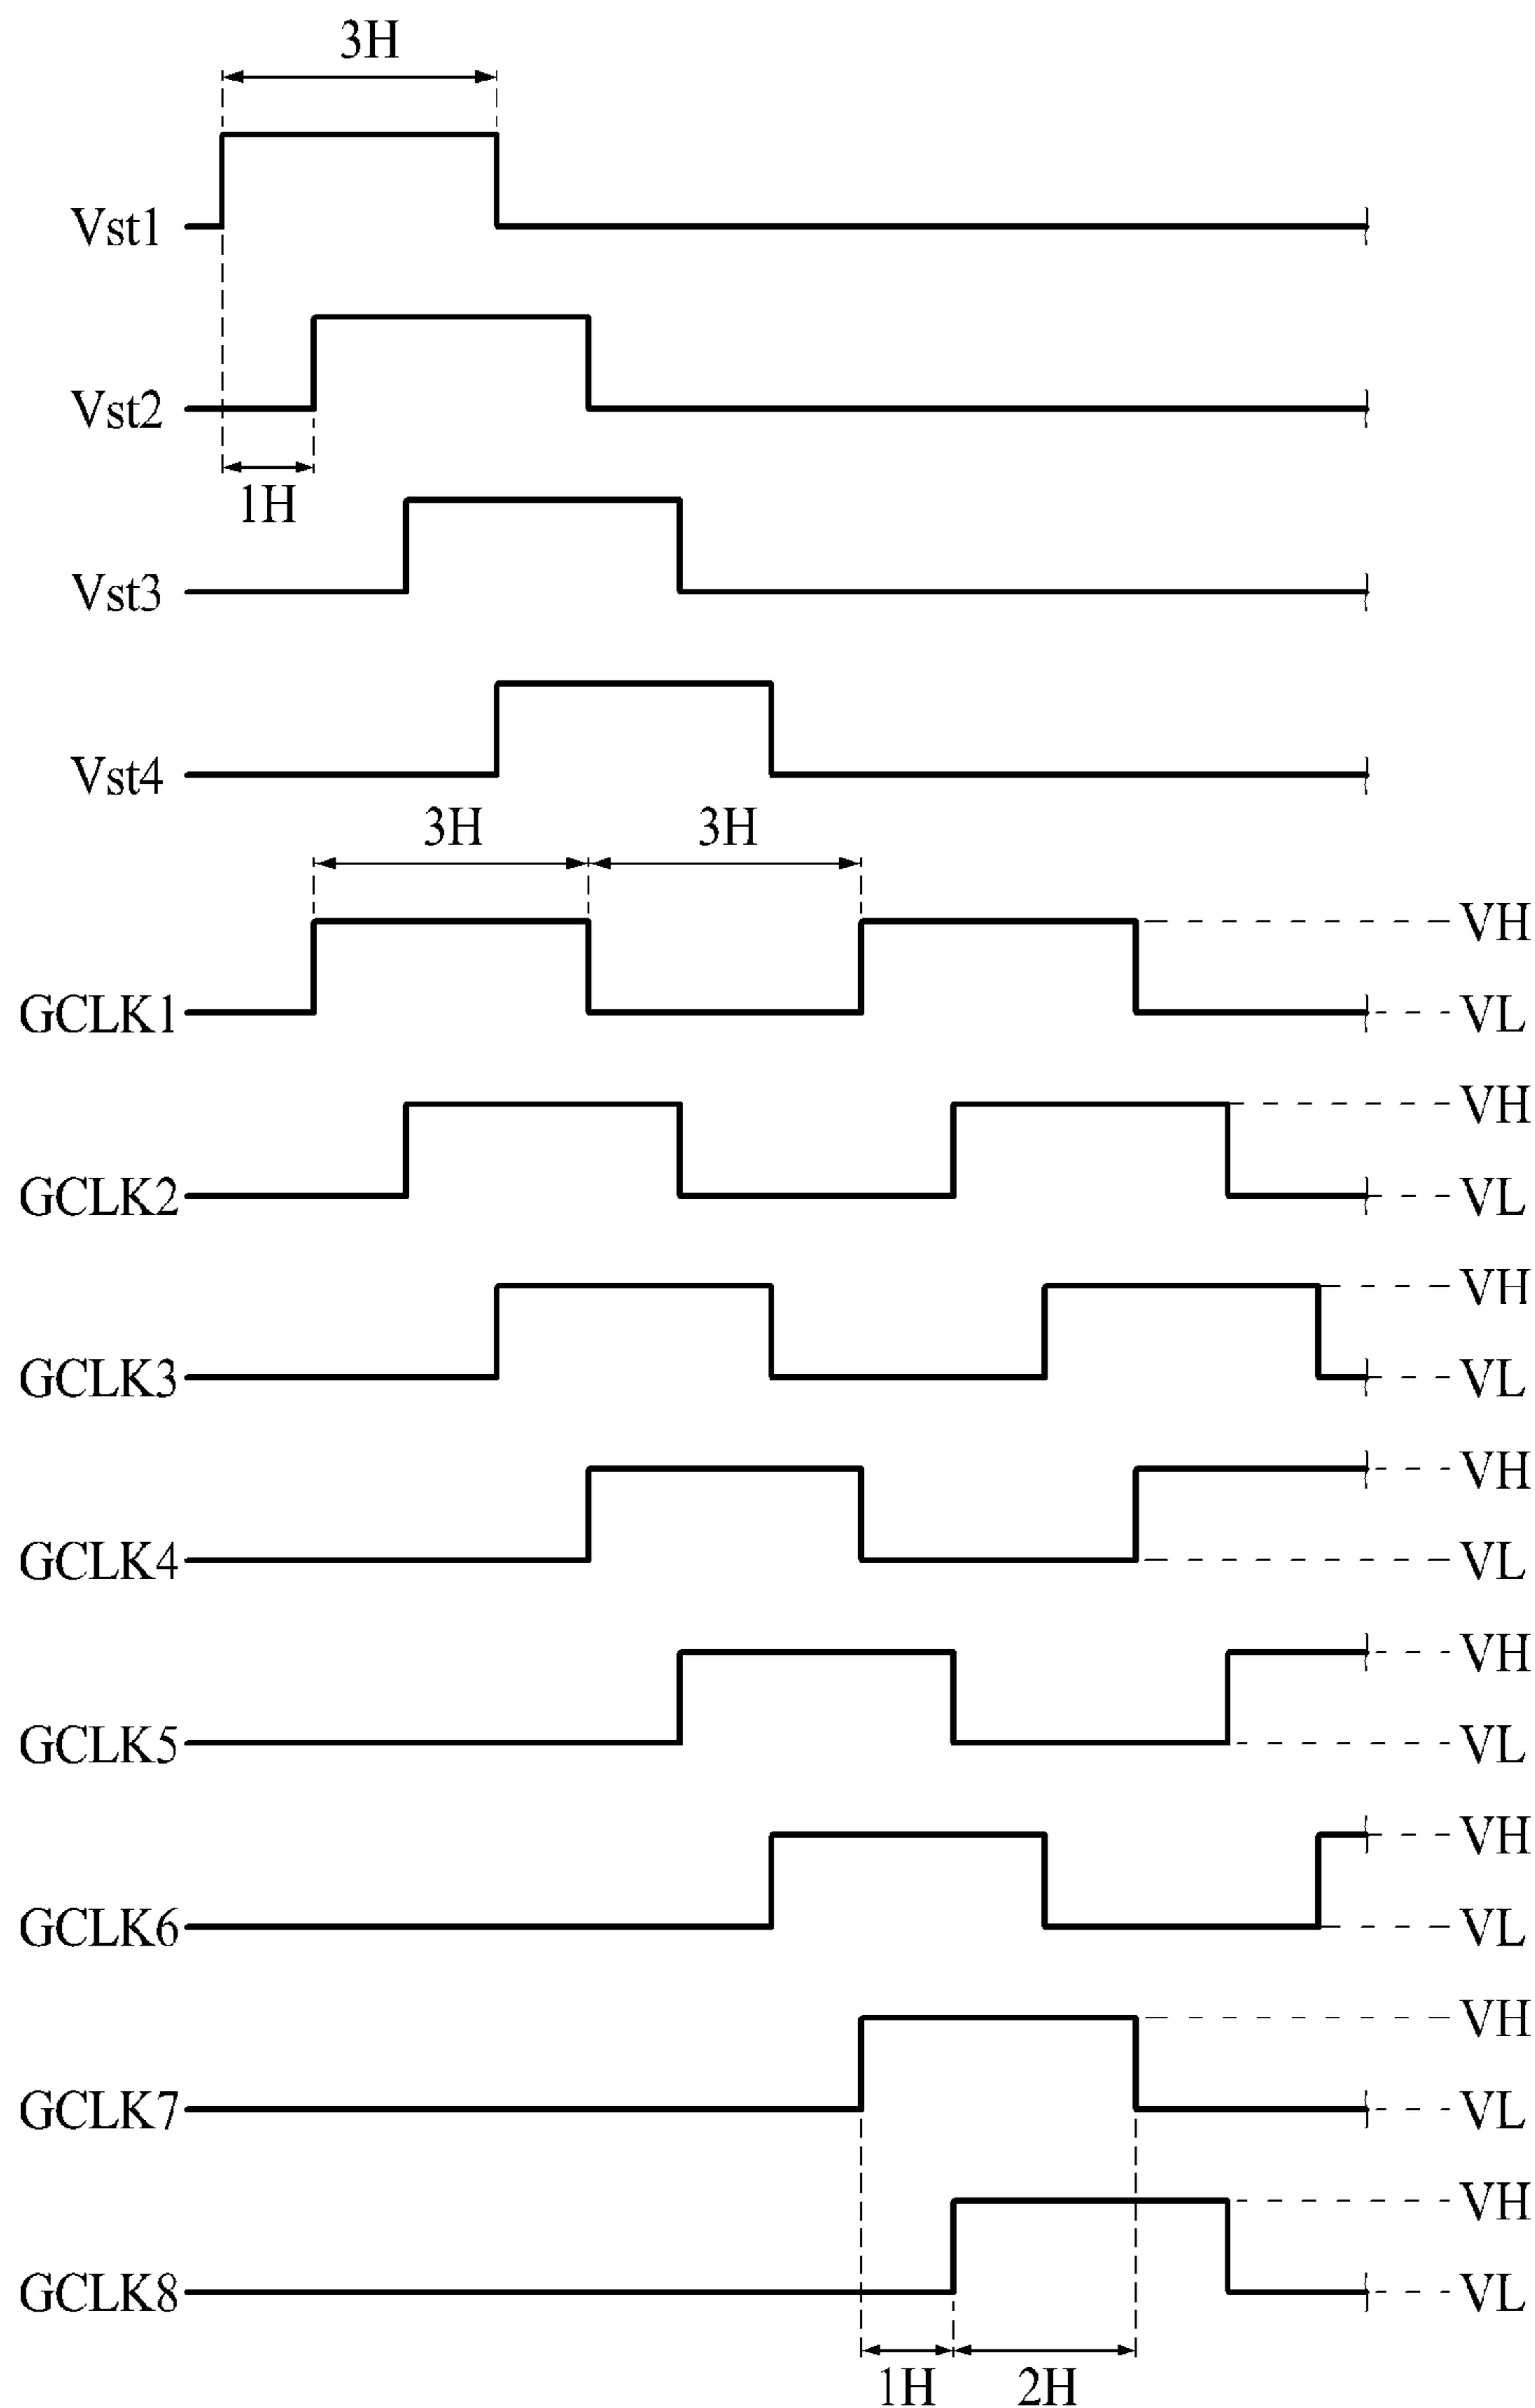 3H
Vst1
Vst2
1H
Vst3
Vst4
3H 3H
VH
GCLK1 VL
VH
GCLK2 VL
VH
GCLK3 VL
VH
GCLK4 VL
VH
GCLK5 VL
VH
GCLK6 VL
VH
GCLK7 VL
VH
GCLK8 VL
1H 2H